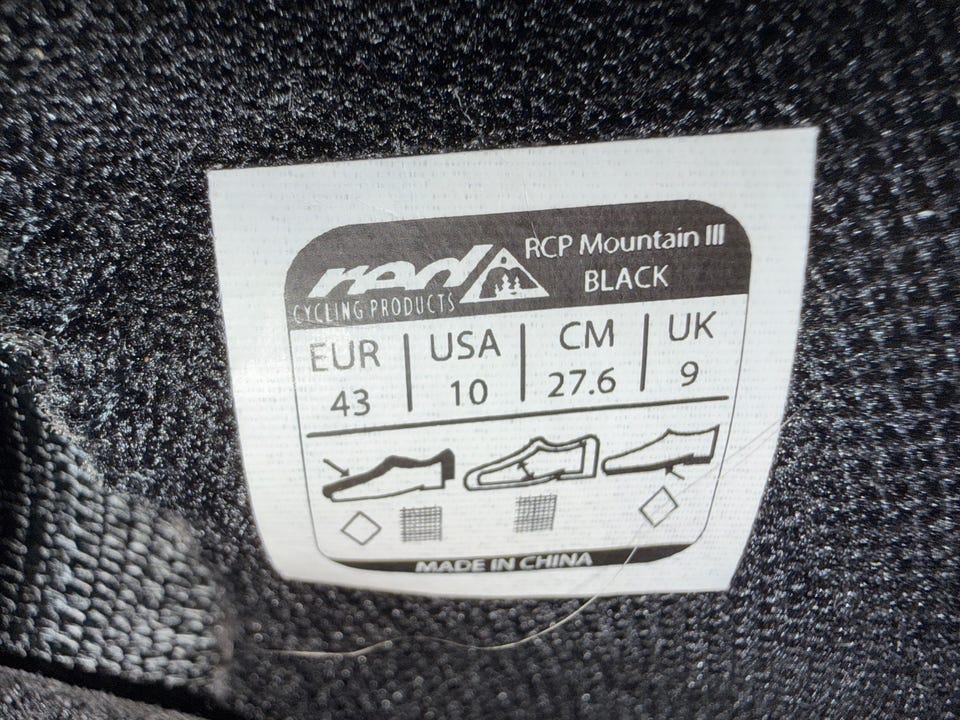 red
CYCLING PRODUCTS
RCP Mountain III
BLACK
EUR USA CM UK
43 10 27.6 9
MADE IN CHINA